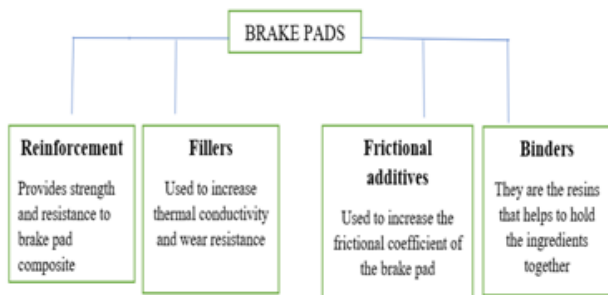 BRAKE PADS
Reinforcement
Provides strength
and resistance to
brake pad
composite
Fillers
Used to increase
thermal conductivity
and wear resistance
Frictional
additives
Used to increase the
frictional coefficient of
the brake pad
Binders
They are the resins
that helps to hold
the ingredients
together